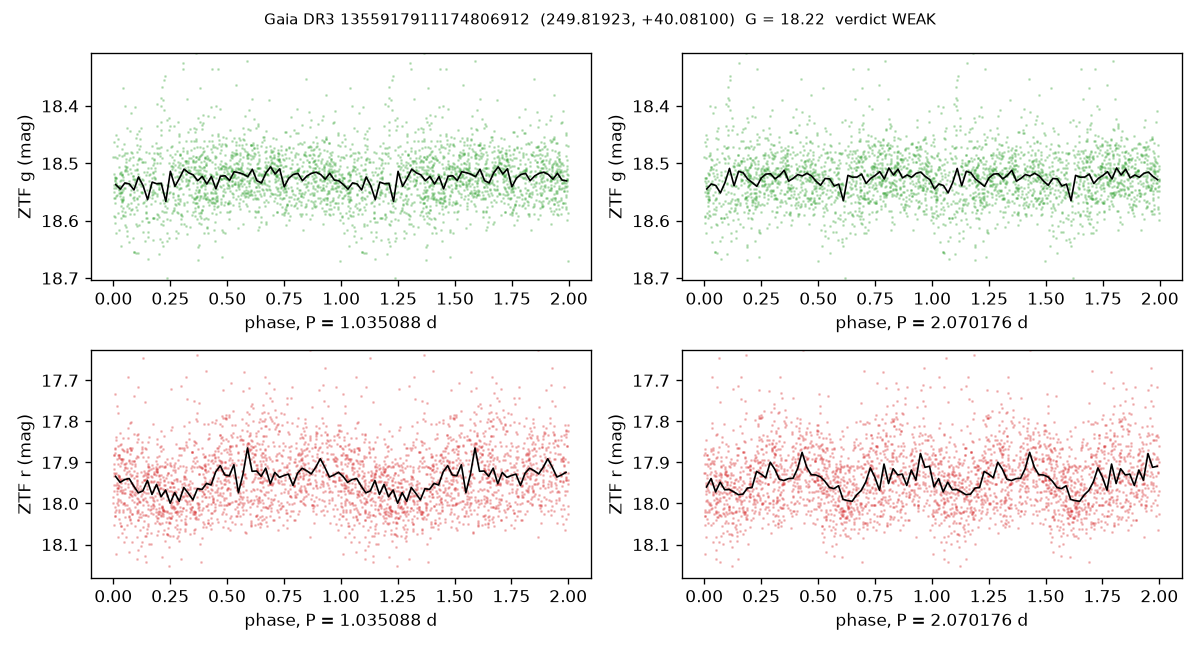 Gaia DR3 1355917911174806912 (249.81923, +40.08100) G = 18.22 verdict WEAK
ZTF g (mag)
18.4
18.5
18.6
18.7
0.00 0.25 0.50 0.75 1.00 1.25 1.50 1.75 2.00
phase, P = 1.035088 d
ZTF g (mag)
18.4
18.5
18.6
18.7
0.00 0.25 0.50 0.75 1.00 1.25 1.50 1.75 2.00
phase, P = 2.070176 d
ZTF r (mag)
17.7
17.8
17.9
18.0
18.1
0.00 0.25 0.50 0.75 1.00 1.25 1.50 1.75 2.00
phase, P = 1.035088 d
ZTF r (mag)
17.7
17.8
17.9
18.0
18.1
0.00 0.25 0.50 0.75 1.00 1.25 1.50 1.75 2.00
phase, P = 2.070176 d